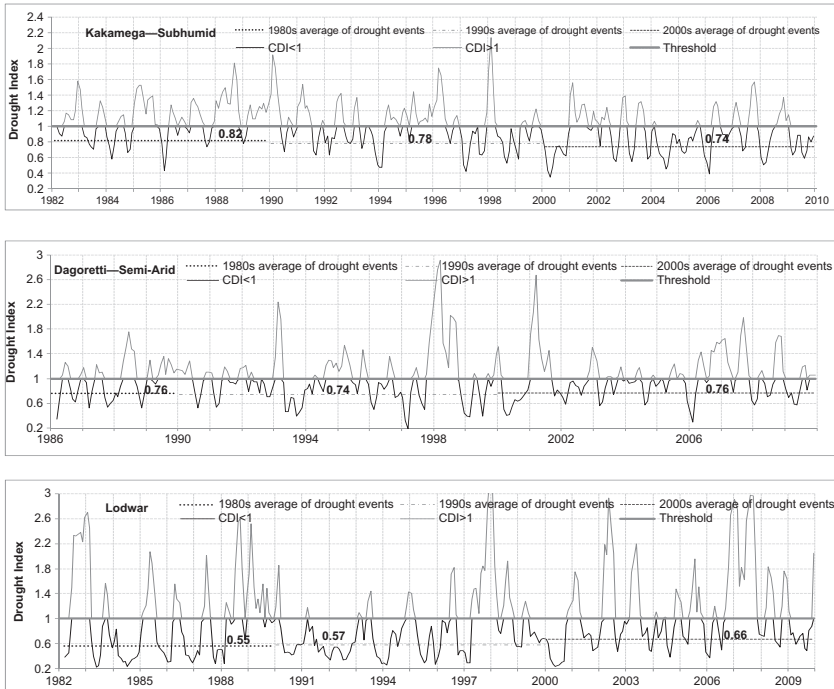 Kakamega—Subhumid
1980s average of drought events
1990s average of drought events
2000s average of drought events
CDI<1
CDI>1
Threshold
Drought Index
2.4
2.2
2
1.8
1.6
1.4
1.2
1
0.8
0.6
0.4
0.2
0.82
0.78
0.74
1982 1984 1986 1988 1990 1992 1994 1996 1998 2000 2002 2004 2006 2008 2010
Dagoretti—Semi-Arid
1980s average of drought events
1990s average of drought events
2000s average of drought events
CDI<1
CDI>1
Threshold
Drought Index
3
2.6
2.2
1.8
1.4
1
0.6
0.2
0.76
0.74
0.76
1986 1990 1994 1998 2002 2006
Lodwar
1980s average of drought events
1990s average of drought events
2000s average of drought events
CDI<1
CDI>1
Threshold
Drought Index
3
2.6
2.2
1.8
1.4
1
0.6
0.2
0.55
0.57
0.66
1982 1985 1988 1991 1994 1997 2000 2003 2006 2009